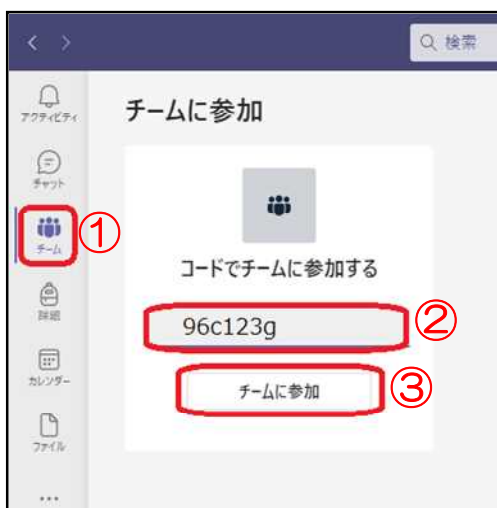 検索
アクティビティ
チームに参加
チャット
チーム
①
コードでチームに参加する
課題
96c123g
②
チームに参加
③
カレンダー
ファイル